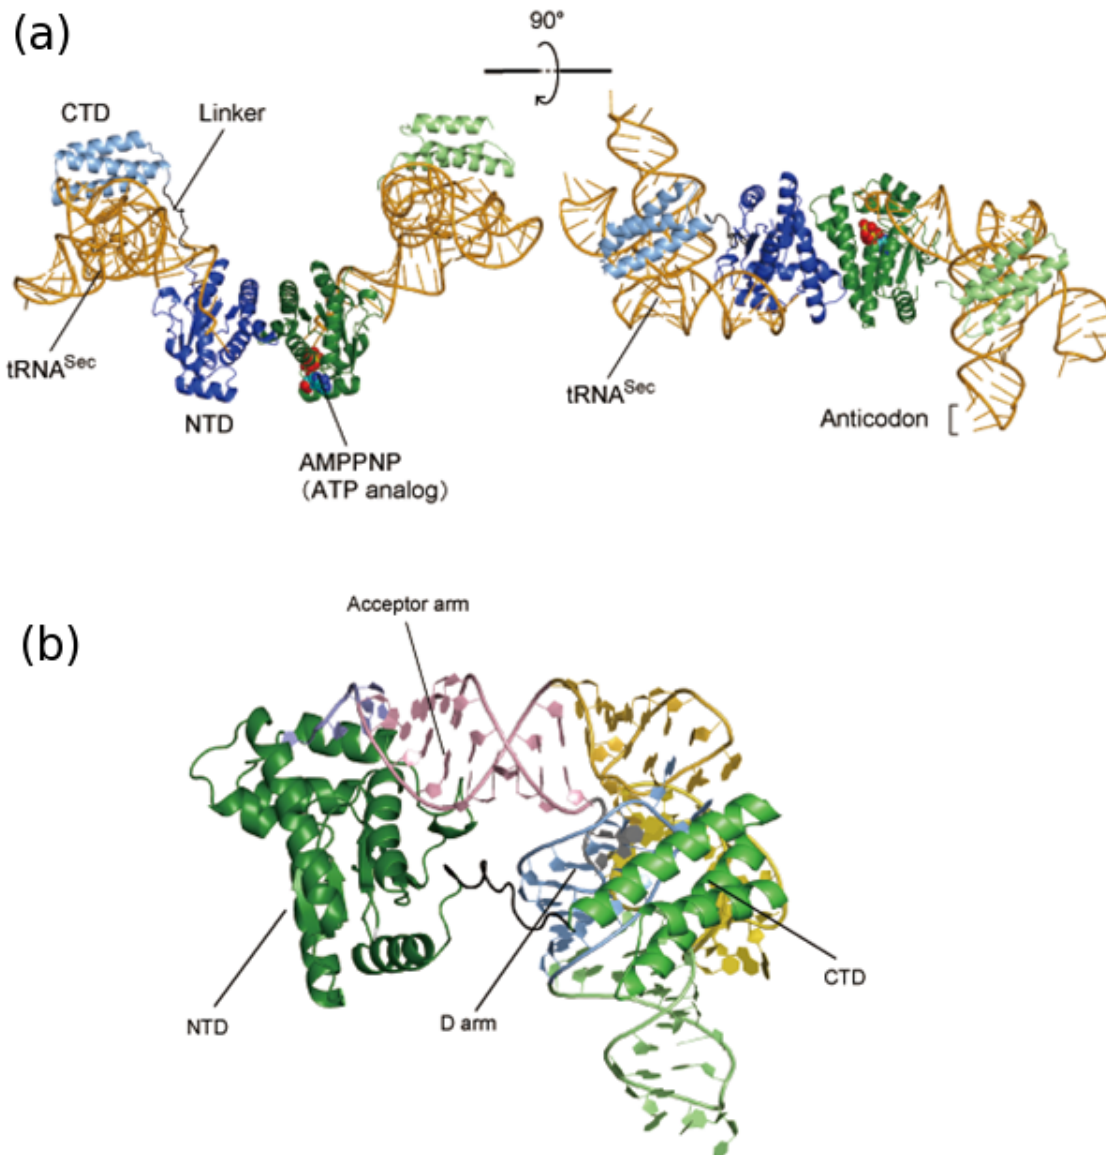 (a)
90°
CTD
Linker
tRNASec
NTD
AMPPNP
(ATP analog)
tRNASec
Anticodon
(b)
Acceptor arm
NTD
D arm
CTD